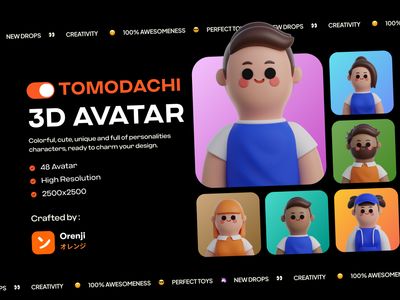 NEW DROPS CREATIVITY 100% AWESOMENESS PERFECT TOYS NEW DROPS CREATIVITY
TOMODACHI
3D AVATAR
Colorful, cute, unique and full of personalities
characters, ready to charm your design.
48 Avatar
High Resolution
2500x2500
Crafted by :
Orenji
オレンジ
NEW DROPS CREATIVITY 100% AWESOMENESS PERFECT TOYS NEW DROPS CREATIVITY 100% AWESOMENESS